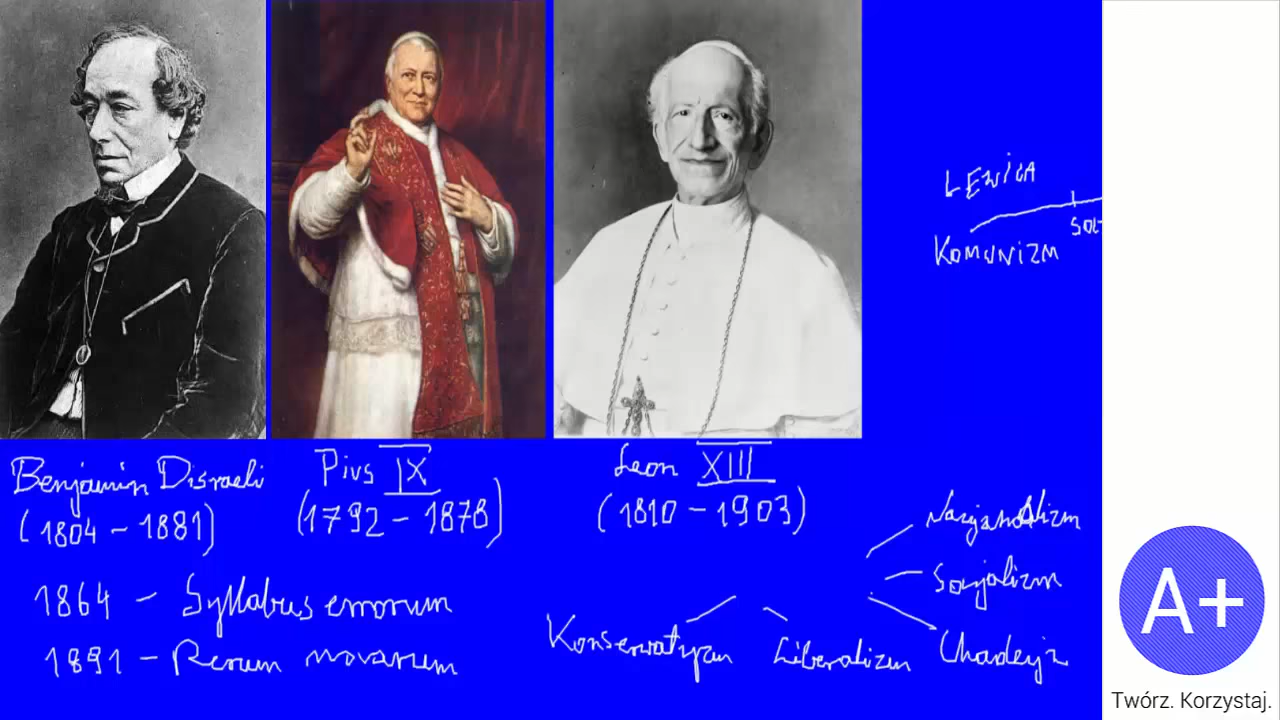 LEWICA
KOMUNIZM
SOC
Benjamin Disraeli
(1804 - 1881)
Pius IX
(1792 - 1878)
Leon XIII
(1810 - 1903)
1864 - Syllabus errorum
1891 - Rerum novarum
Konserwatyzm
Liberalizm
Nacjonalizm
Socjalizm
Chadecja
A+
Twórz. Korzystaj.